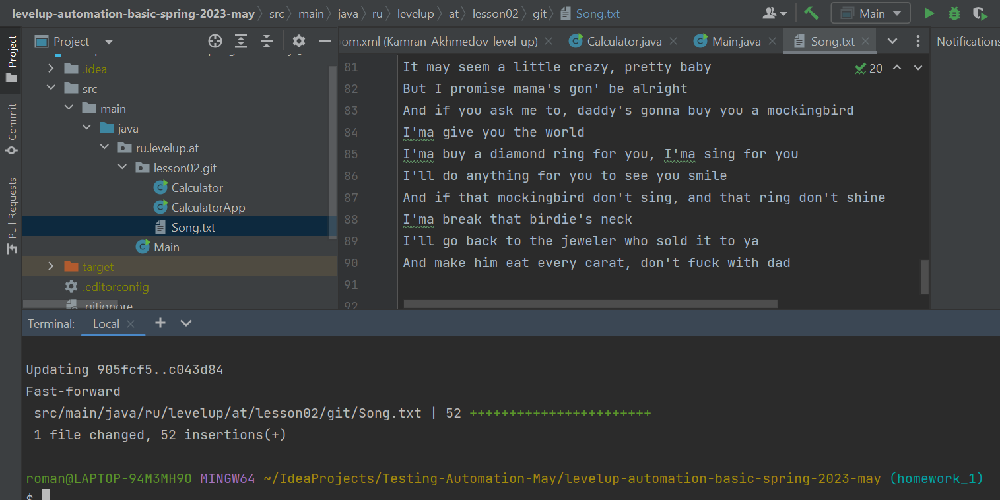 levelup-automation-basic-spring-2023-may src main java ru levelup at lesson02 git Song.txt Main
Project
Commit
Pull Requests
Project
.idea
src
main
java
ru.levelup.at
lesson02.git
Calculator
CalculatorApp
Song.txt
Main
target
.editorconfig
.gitignore
om.xml (Kamran-Akhmedov-level-up) Calculator.java Main.java Song.txt Notifications
20
81 It may seem a little crazy, pretty baby
82 But I promise mama's gon' be alright
83 And if you ask me to, daddy's gonna buy you a mockingbird
84 I'ma give you the world
85 I'ma buy a diamond ring for you, I'ma sing for you
86 I'll do anything for you to see you smile
87 And if that mockingbird don't sing, and that ring don't shine
88 I'ma break that birdie's neck
89 I'll go back to the jeweler who sold it to ya
90 And make him eat every carat, don't fuck with dad
91
92
Terminal: Local
Updating 905fcf5..c043d84
Fast-forward
src/main/java/ru/levelup/at/lesson02/git/Song.txt | 52 +++++++++++++++++++++++
1 file changed, 52 insertions(+)
roman@LAPTOP-94M3MH9O MINGW64 ~/IdeaProjects/Testing-Automation-May/levelup-automation-basic-spring-2023-may (homework_1)
$